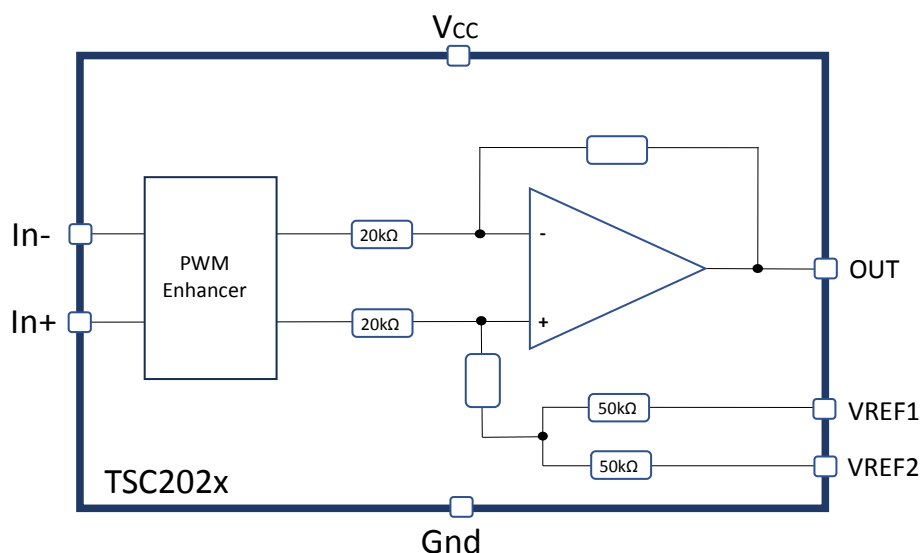 Vcc
In-
PWM
Enhancer
20kΩ
-
OUT
In+
20kΩ
+
50kΩ
VREF1
50kΩ
VREF2
TSC202x
Gnd